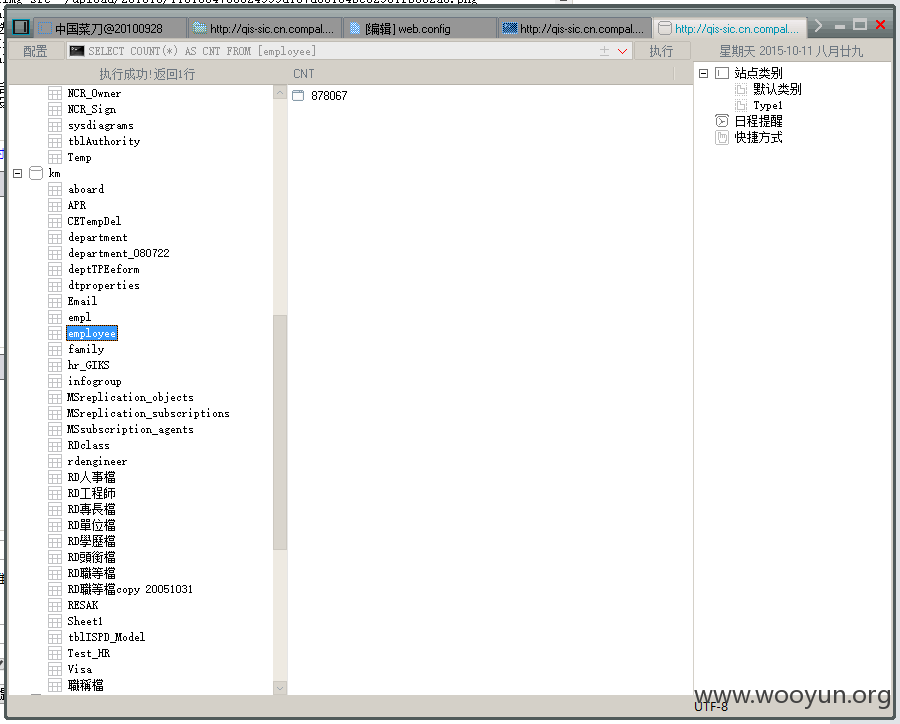 中国菜刀@20100928
http://qis-sic.cn.compal....
[编辑] web.config
http://qis-sic.cn.compal....
http://qis-sic.cn.compal....
配置
SELECT COUNT(*) AS CNT FROM [employee]
执行
星期天 2015-10-11 八月廿九
执行成功!返回1行
CNT
878067
NCR_Owner
NCR_Sign
sysdiagrams
tblAuthority
Temp
km
aboard
APR
CETempDel
department
department_080722
deptTPEeform
dtproperties
Email
empl
employee
family
hr_GIKS
infogroup
MSreplication_objects
MSreplication_subscriptions
MSsubscription_agents
RDclass
rdengineer
RD人事檔
RD工程師
RD專長檔
RD單位檔
RD學歷檔
RD頭銜檔
RD職等檔
RD職等檔copy 20051031
RESAK
Sheet1
tblISPD_Model
Test_HR
Visa
職稱檔
站点类别
默认类别
Type1
日程提醒
快捷方式
www.wooyun.org
UTF-8